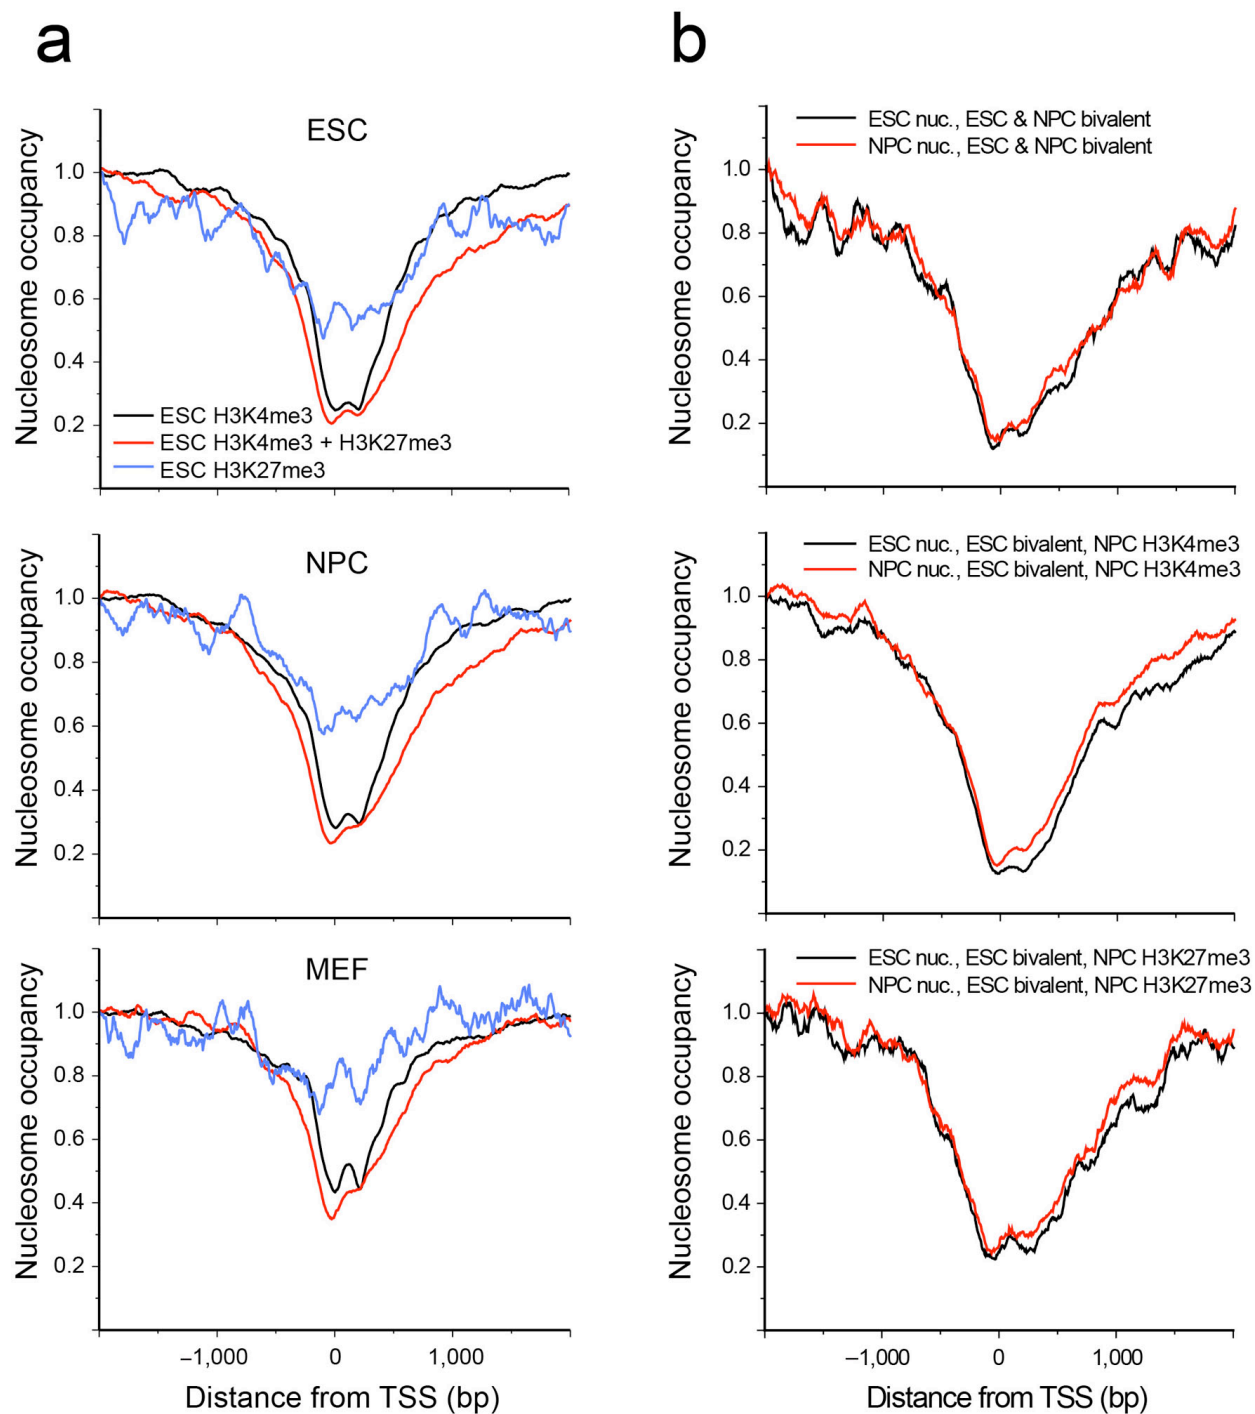 a
ESC
Nucleosome occupancy
1.0
0.8
0.6
0.4
0.2
ESC H3K4me3
ESC H3K4me3 + H3K27me3
ESC H3K27me3
NPC
Nucleosome occupancy
1.0
0.8
0.6
0.4
0.2
MEF
Nucleosome occupancy
1.0
0.8
0.6
0.4
0.2
–1,000 0 1,000
Distance from TSS (bp)
b
ESC nuc., ESC & NPC bivalent
NPC nuc., ESC & NPC bivalent
Nucleosome occupancy
1.0
0.8
0.6
0.4
0.2
ESC nuc., ESC bivalent, NPC H3K4me3
NPC nuc., ESC bivalent, NPC H3K4me3
Nucleosome occupancy
1.0
0.8
0.6
0.4
0.2
ESC nuc., ESC bivalent, NPC H3K27me3
NPC nuc., ESC bivalent, NPC H3K27me3
Nucleosome occupancy
1.0
0.8
0.6
0.4
0.2
–1,000 0 1,000
Distance from TSS (bp)